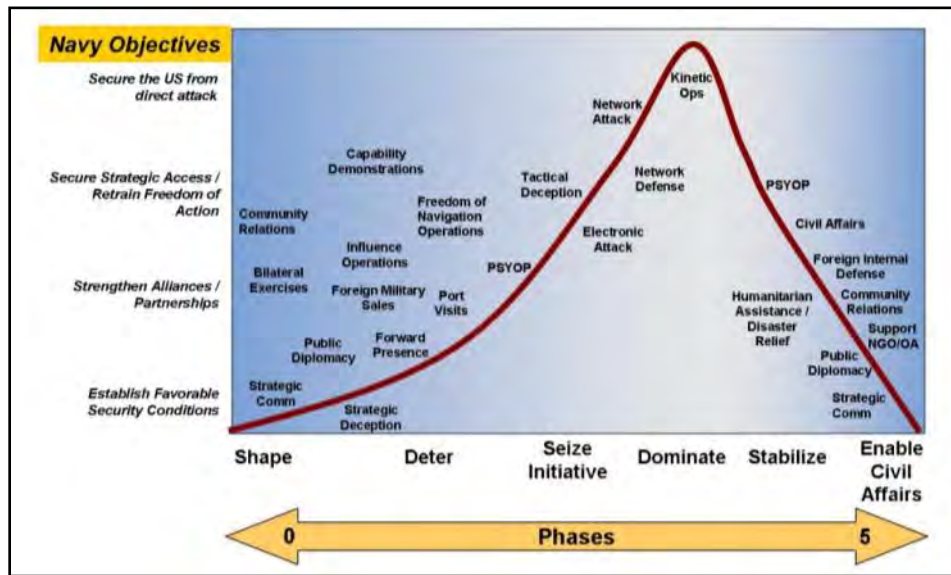 Navy Objectives
Secure the US from
direct attack
Secure Strategic Access /
Retrain Freedom of
Action
Strengthen Alliances /
Partnerships
Establish Favorable
Security Conditions
Kinetic
Ops
Network
Attack
Capability
Demonstrations
Tactical
Deception
Network
Defense
PSYOP
Freedom of
Navigation
Operations
Community
Relations
Civil Affairs
Electronic
Attack
Influence
Operations
PSYOP
Foreign Internal
Defense
Bilateral
Exercises
Foreign Military
Sales
Port
Visits
Humanitarian
Assistance /
Disaster
Relief
Community
Relations
Support
NGO/OA
Public
Diplomacy
Forward
Presence
Public
Diplomacy
Strategic
Comm
Strategic
Deception
Strategic
Comm
Shape
Deter
Seize
Initiative
Dominate
Stabilize
Enable
Civil
Affairs
0
Phases
5